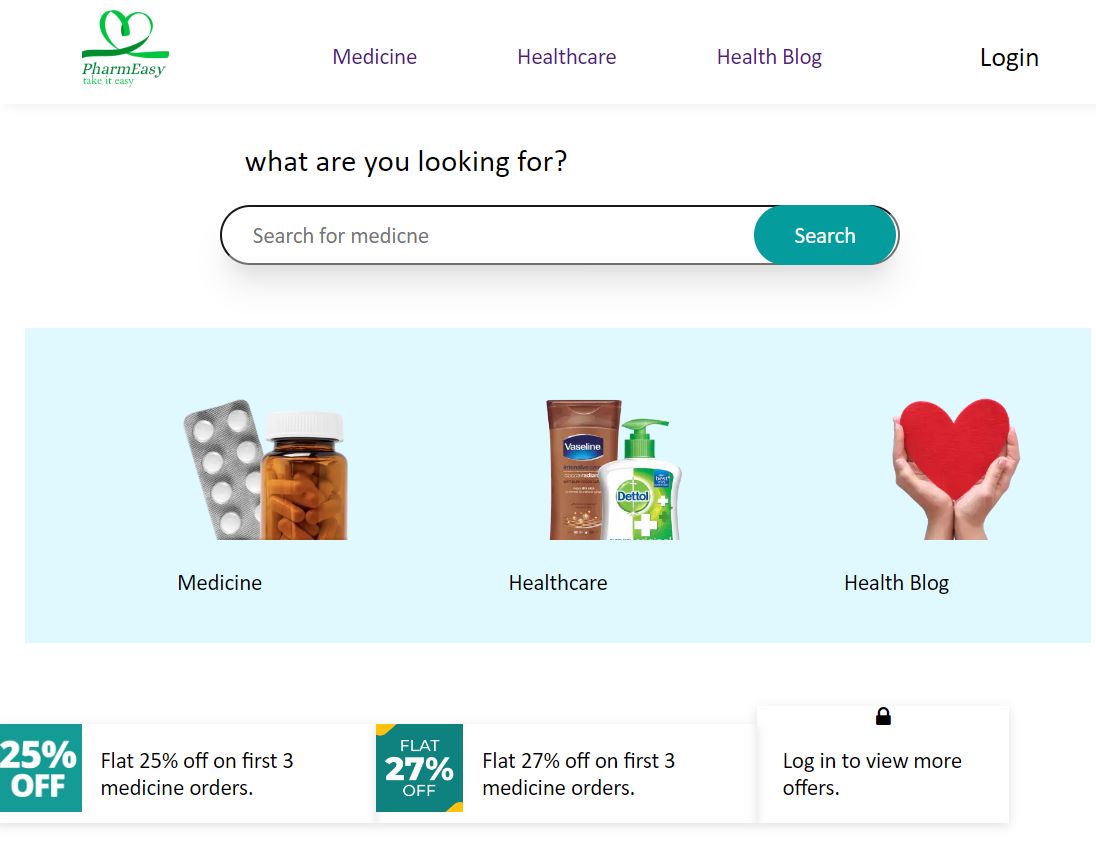 PharmEasy
take it easy
Medicine
Healthcare
Health Blog
Login
what are you looking for?
Search for medicne
Search
Vaseline
intensive care
Dettol
Medicine
Healthcare
Health Blog
25%
OFF
Flat 25% off on first 3
medicine orders.
FLAT
27%
OFF
Flat 27% off on first 3
medicine orders.
Log in to view more
offers.